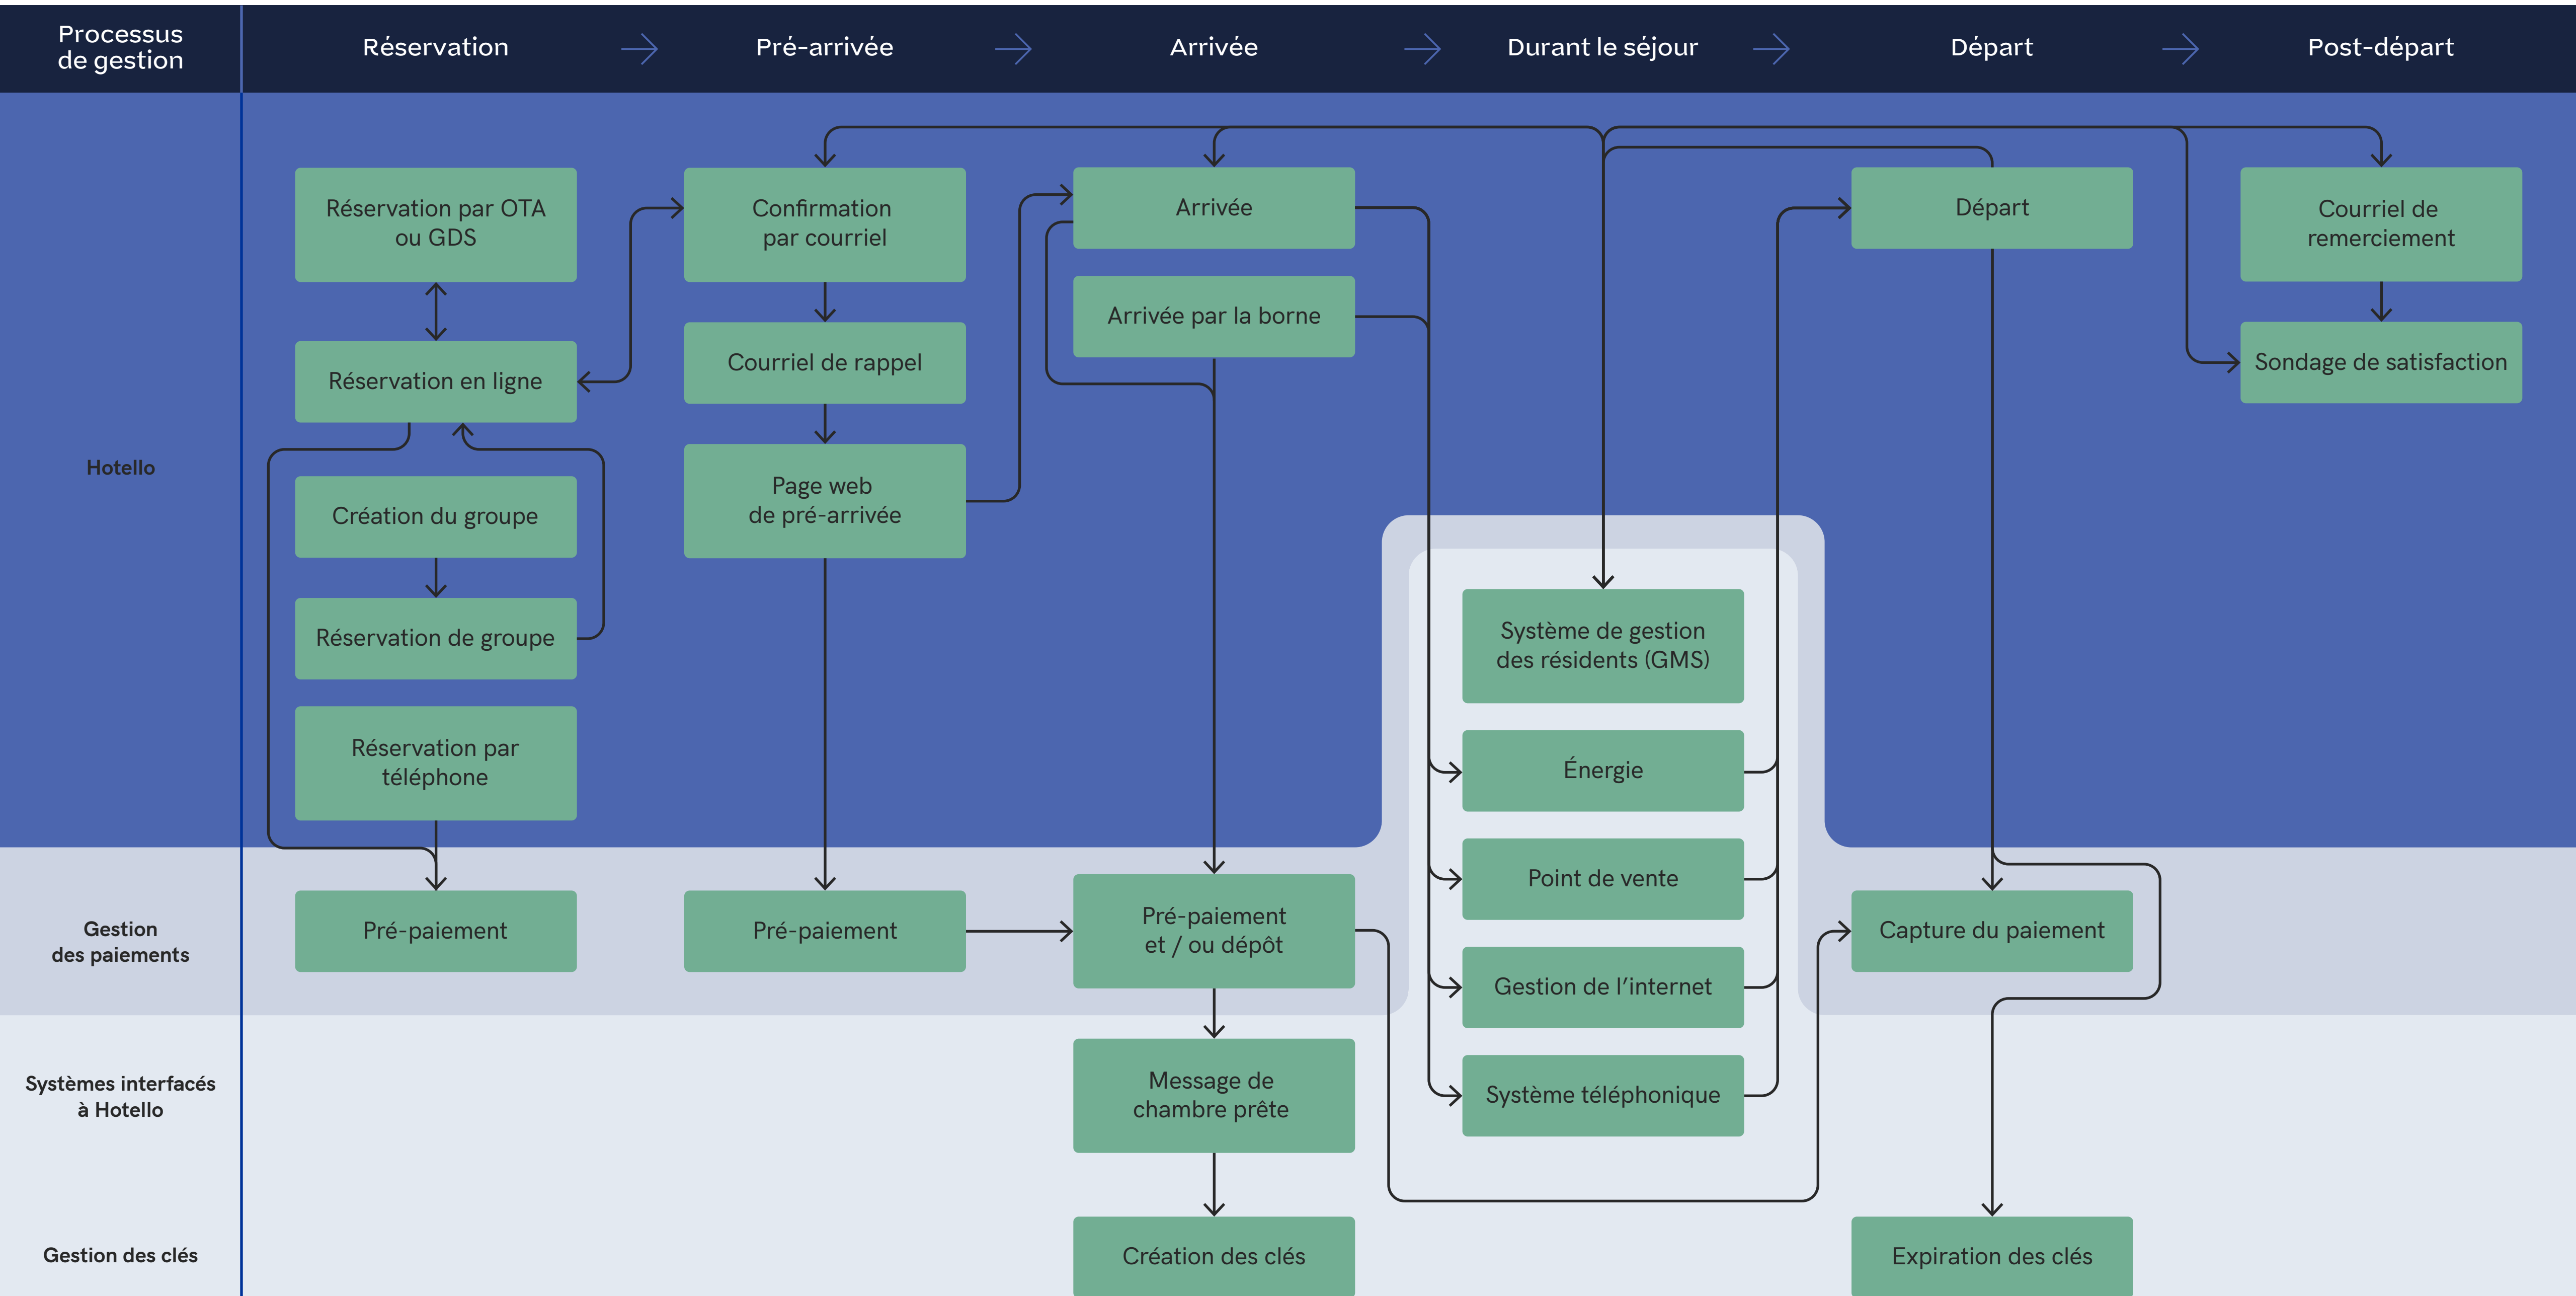 Processus
de gestion
Réservation
Pré-arrivée
Arrivée
Durant le séjour
Départ
Post-départ
Hotello
Réservation par OTA
ou GDS
Réservation en ligne
Création du groupe
Réservation de groupe
Réservation par
téléphone
Confirmation
par courriel
Courriel de rappel
Page web
de pré-arrivée
Arrivée
Arrivée par la borne
Système de gestion
des résidents (GMS)
Énergie
Point de vente
Gestion de l’internet
Système téléphonique
Départ
Courriel de
remerciement
Sondage de satisfaction
Gestion
des paiements
Pré-paiement
Pré-paiement
Pré-paiement
et / ou dépôt
Capture du paiement
Systèmes interfacés
à Hotello
Message de
chambre prête
Gestion des clés
Création des clés
Expiration des clés